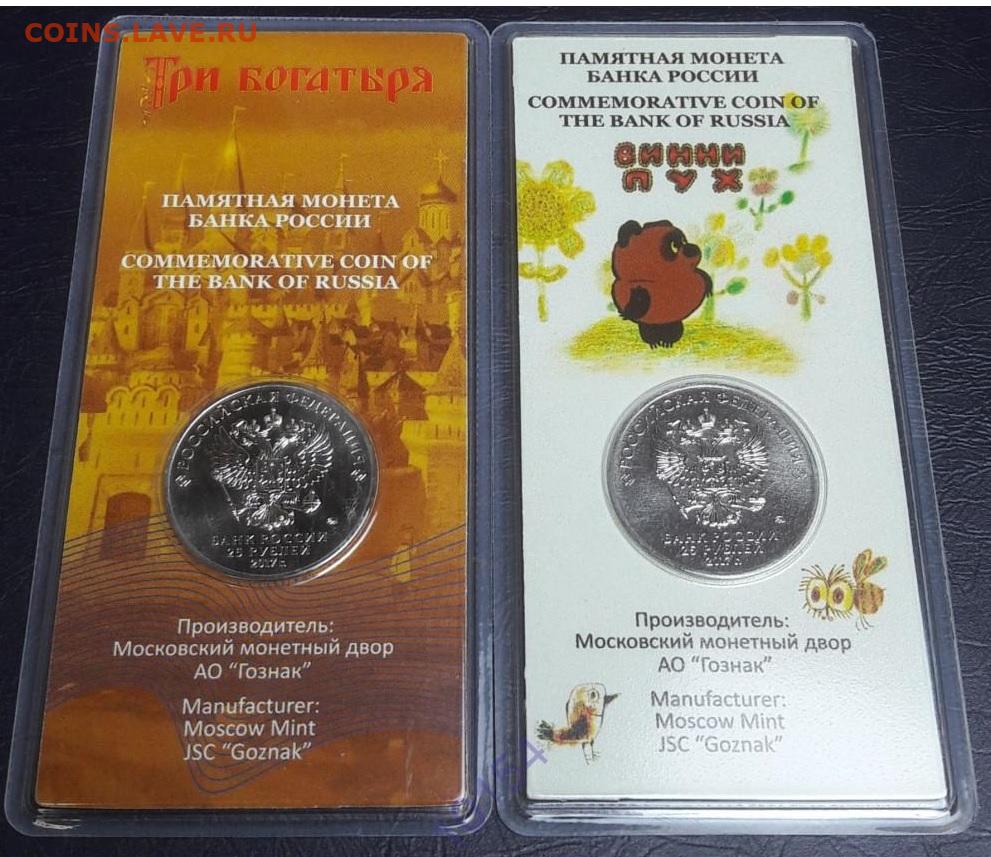 COINS.LAVE.RU
Три богатыря
ПАМЯТНАЯ МОНЕТА
БАНКА РОССИИ
COMMEMORATIVE COIN OF
THE BANK OF RUSSIA
РОССИЙСКАЯ ФЕДЕРАЦИЯ
БАНК РОССИИ
25 РУБЛЕЙ
2017 г.
Производитель:
Московский монетный двор
АО “Гознак”
Manufacturer:
Moscow Mint
JSC “Goznak”
ПАМЯТНАЯ МОНЕТА
БАНКА РОССИИ
COMMEMORATIVE COIN OF
THE BANK OF RUSSIA
ВИННИ
ПУХ
РОССИЙСКАЯ ФЕДЕРАЦИЯ
БАНК РОССИИ
25 РУБЛЕЙ
2017 г.
Производитель:
Московский монетный двор
АО “Гознак”
Manufacturer:
Moscow Mint
JSC “Goznak”